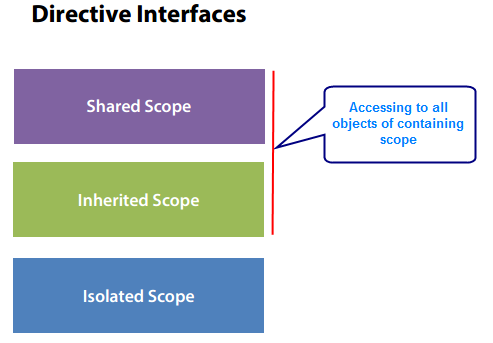 Directive Interfaces
Shared Scope
Accessing to all
objects of containing
scope
Inherited Scope
Isolated Scope